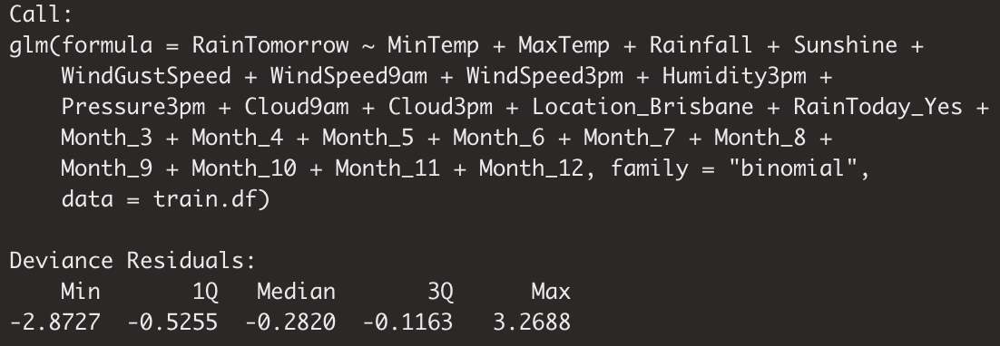 Call:
glm(formula = RainTomorrow ~ MinTemp + MaxTemp + Rainfall + Sunshine +
    WindGustSpeed + WindSpeed9am + WindSpeed3pm + Humidity3pm +
    Pressure3pm + Cloud9am + Cloud3pm + Location_Brisbane + RainToday_Yes +
    Month_3 + Month_4 + Month_5 + Month_6 + Month_7 + Month_8 +
    Month_9 + Month_10 + Month_11 + Month_12, family = "binomial",
    data = train.df)

Deviance Residuals:
    Min       1Q   Median       3Q      Max
-2.8727  -0.5255  -0.2820  -0.1163   3.2688